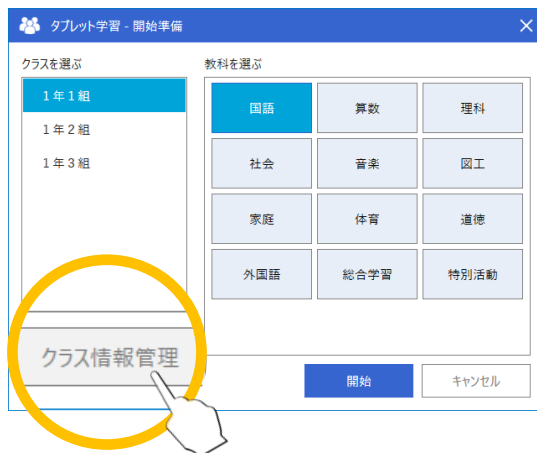 タブレット学習 - 開始準備
クラスを選ぶ
1年1組
1年2組
1年3組
クラス情報管理
教科を選ぶ
国語 算数 理科
社会 音楽 図工
家庭 体育 道徳
外国語 総合学習 特別活動
開始 キャンセル